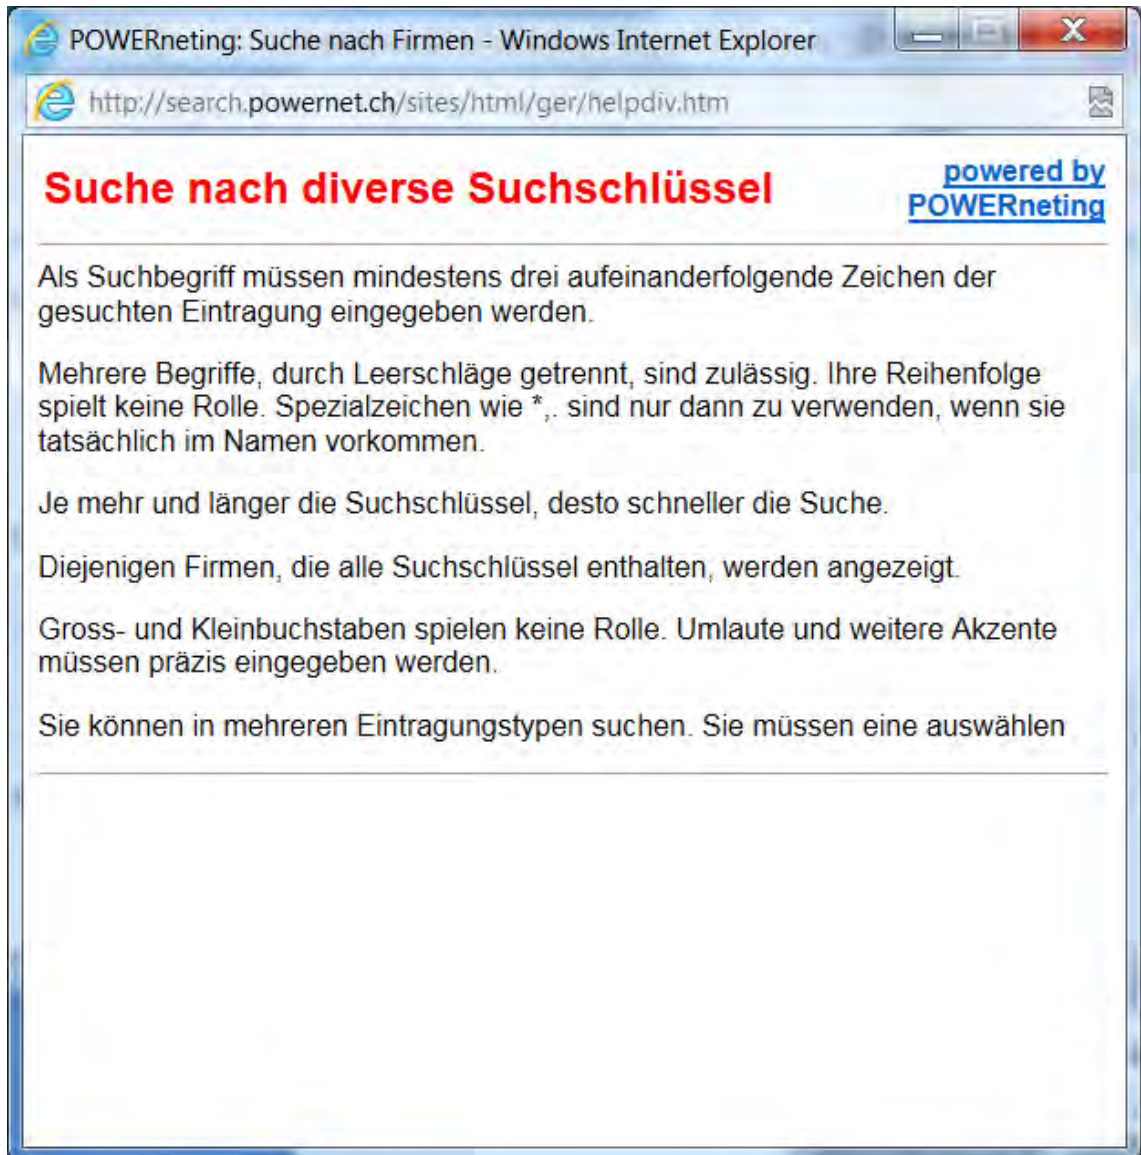 POWERneting: Suche nach Firmen - Windows Internet Explorer
http://search.powernet.ch/sites/html/ger/helpdiv.htm
Suche nach diverse Suchschlüssel
powered by
POWERneting
Als Suchbegriff müssen mindestens drei aufeinanderfolgende Zeichen der
gesuchten Eintragung eingegeben werden.
Mehrere Begriffe, durch Leerschläge getrennt, sind zulässig. Ihre Reihenfolge
spielt keine Rolle. Spezialzeichen wie *,. sind nur dann zu verwenden, wenn sie
tatsächlich im Namen vorkommen.
Je mehr und länger die Suchschlüssel, desto schneller die Suche.
Diejenigen Firmen, die alle Suchschlüssel enthalten, werden angezeigt.
Gross- und Kleinbuchstaben spielen keine Rolle. Umlaute und weitere Akzente
müssen präzis eingegeben werden.
Sie können in mehreren Eintragungstypen suchen. Sie müssen eine auswählen